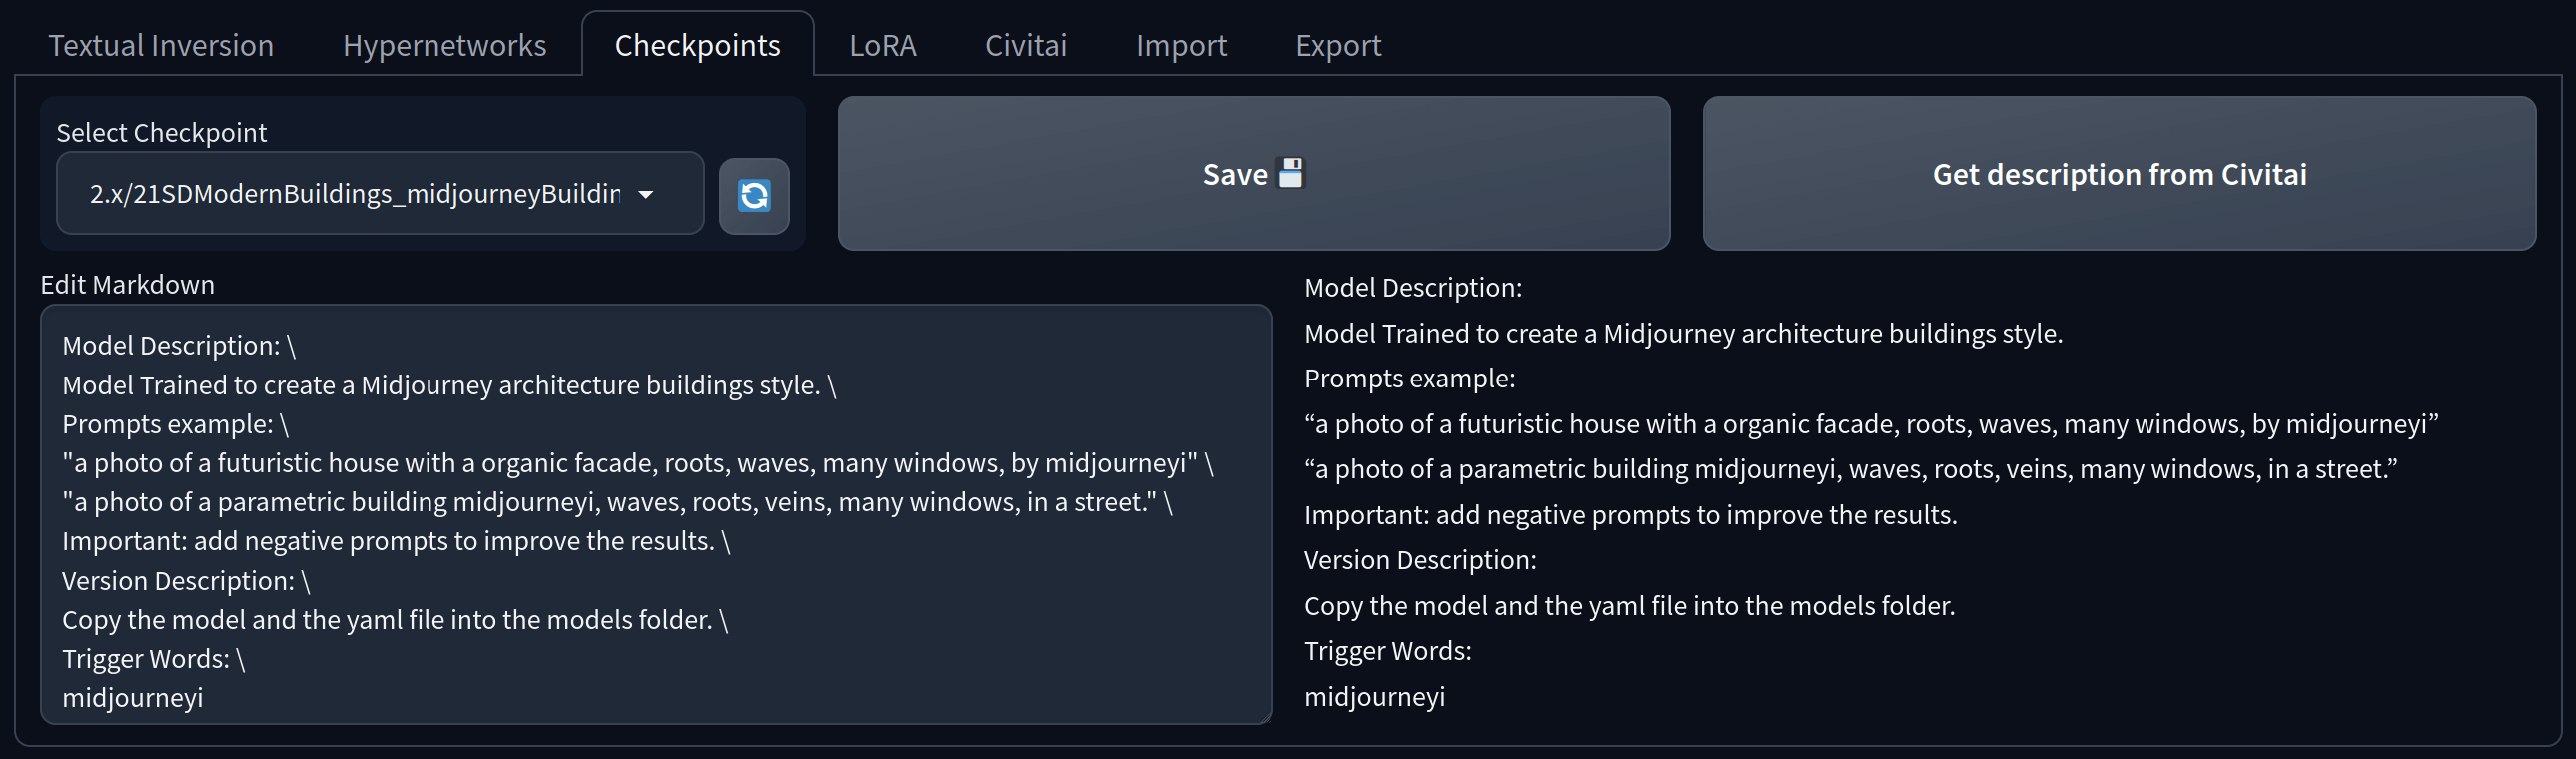 Textual Inversion Hypernetworks Checkpoints LoRA Civitai Import Export
Select Checkpoint
2.x/21SDModernBuildings_midjourneyBuildin
Save 💾
Get description from Civitai
Edit Markdown
Model Description: \
Model Trained to create a Midjourney architecture buildings style. \
Prompts example: \
"a photo of a futuristic house with a organic facade, roots, waves, many windows, by midjourneyi" \
"a photo of a parametric building midjourneyi, waves, roots, veins, many windows, in a street." \
Important: add negative prompts to improve the results. \
Version Description: \
Copy the model and the yaml file into the models folder. \
Trigger Words: \
midjourneyi
Model Description:
Model Trained to create a Midjourney architecture buildings style.
Prompts example:
“a photo of a futuristic house with a organic facade, roots, waves, many windows, by midjourneyi”
“a photo of a parametric building midjourneyi, waves, roots, veins, many windows, in a street.”
Important: add negative prompts to improve the results.
Version Description:
Copy the model and the yaml file into the models folder.
Trigger Words:
midjourneyi